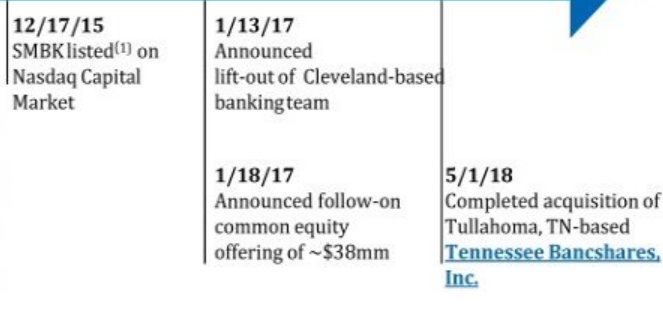 12/17/15
SMBK listed(1) on
Nasdaq Capital
Market
1/13/17
Announced
lift-out of Cleveland-based
banking team
1/18/17
Announced follow-on
common equity
offering of ~$38mm
5/1/18
Completed acquisition of
Tullahoma, TN-based
Tennessee Bancshares,
Inc.